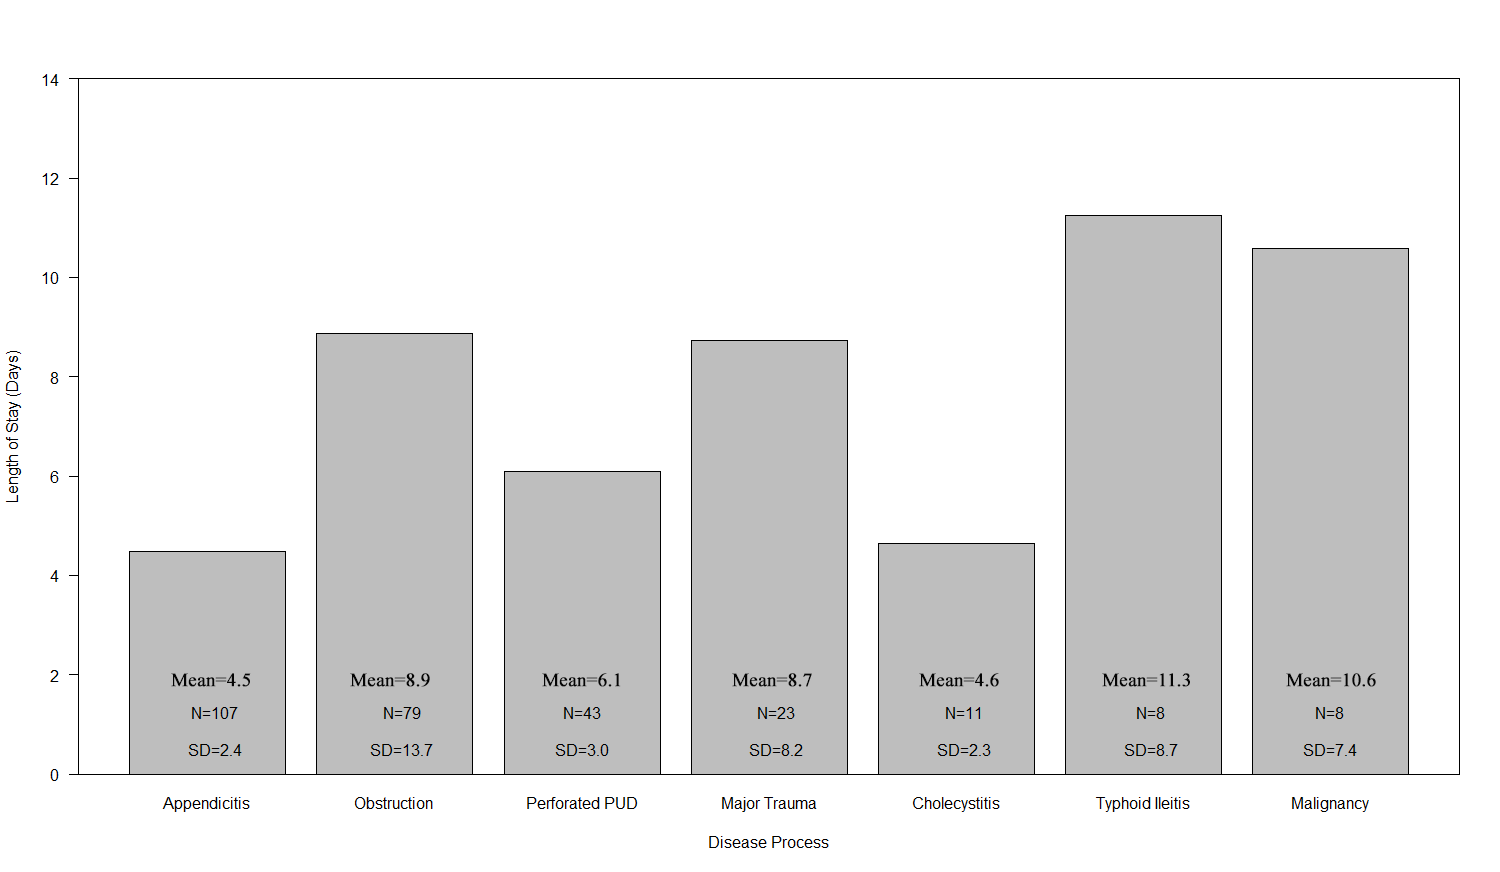 14
12
10
8
6
4
2
0
Length of Stay (Days)
Mean=4.5
N=107
SD=2.4
Mean=8.9
N=79
SD=13.7
Mean=6.1
N=43
SD=3.0
Mean=8.7
N=23
SD=8.2
Mean=4.6
N=11
SD=2.3
Mean=11.3
N=8
SD=8.7
Mean=10.6
N=8
SD=7.4
Appendicitis
Obstruction
Perforated PUD
Major Trauma
Cholecystitis
Typhoid Ileitis
Malignancy
Disease Process